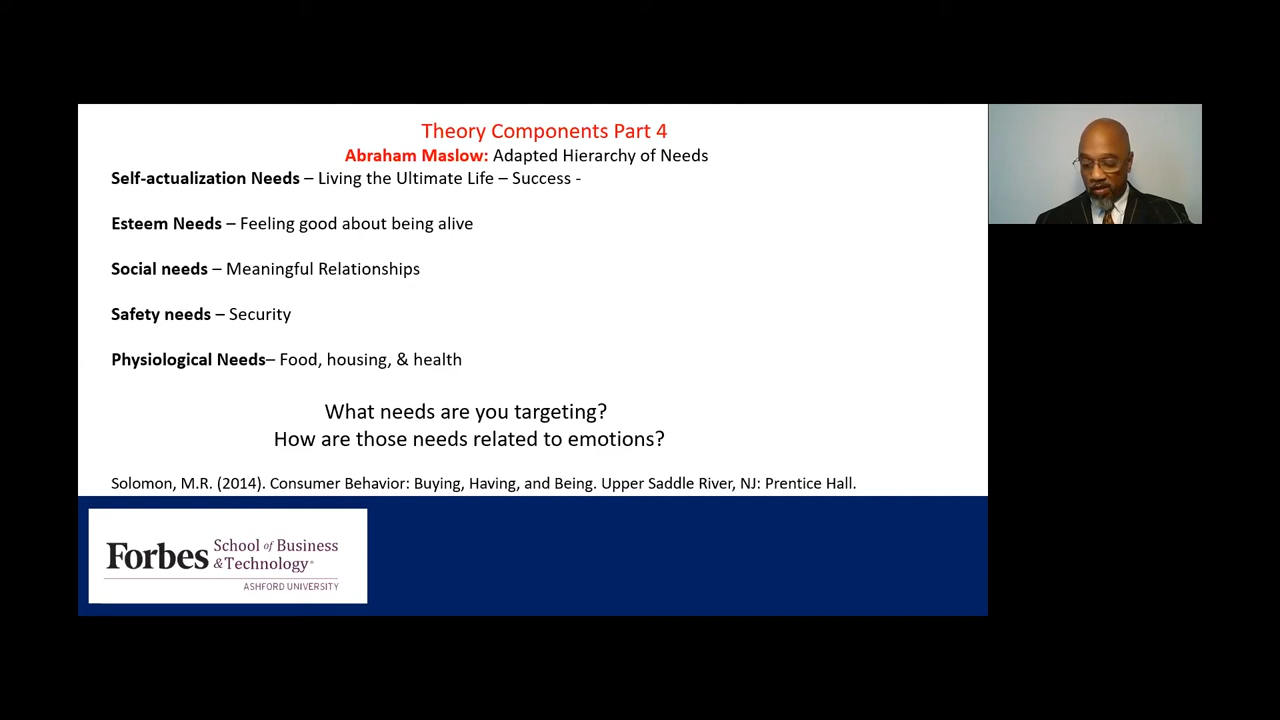 Theory Components Part 4
Abraham Maslow: Adapted Hierarchy of Needs
Self-actualization Needs – Living the Ultimate Life – Success -
Esteem Needs – Feeling good about being alive
Social needs – Meaningful Relationships
Safety needs – Security
Physiological Needs– Food, housing, & health
What needs are you targeting?
How are those needs related to emotions?
Solomon, M.R. (2014). Consumer Behavior: Buying, Having, and Being. Upper Saddle River, NJ: Prentice Hall.
Forbes School of Business
&Technology®
ASHFORD UNIVERSITY